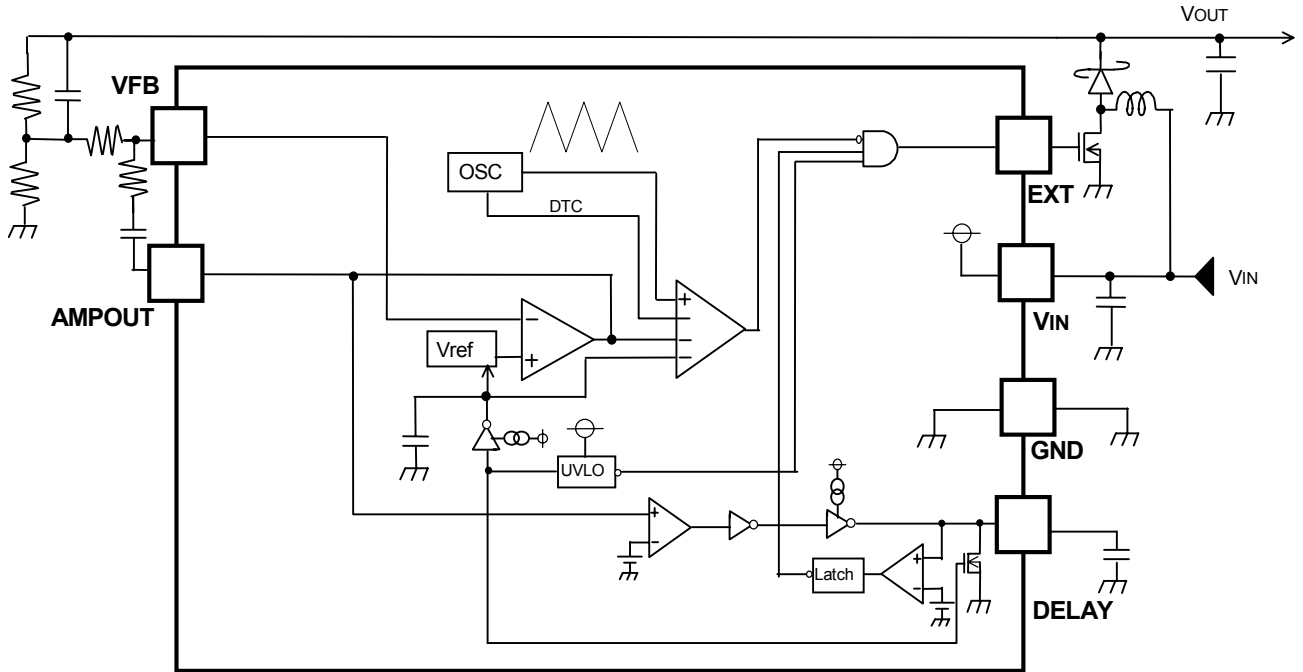 VOUT
VFB
OSC
DTC
EXT
AMPOUT
Vref
+
−
+
−
−
−
VIN
VIN
GND
UVLO
+
−
Latch
+
−
DELAY